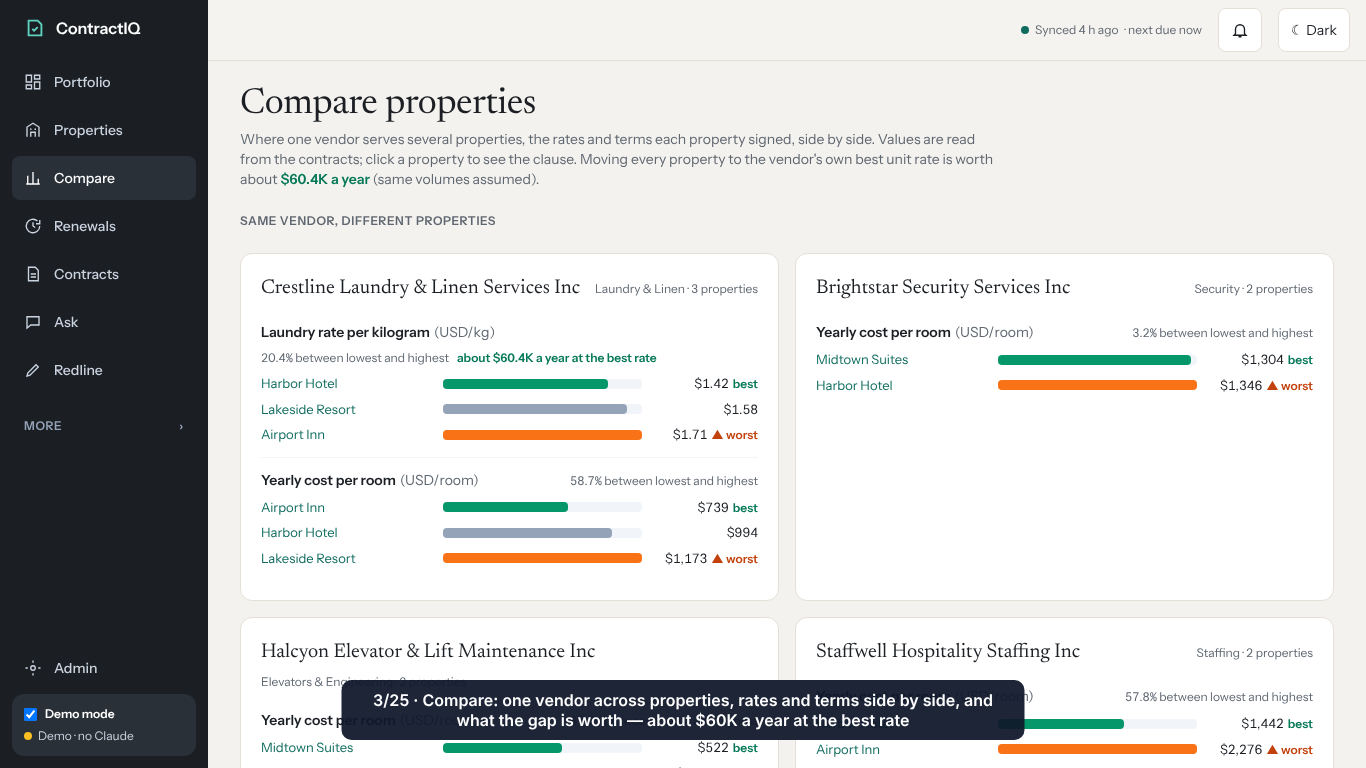 ContractIQ
Portfolio
Properties
Compare
Renewals
Contracts
Ask
Redline
MORE ›
Admin
Demo mode
Demo · no Claude
Synced 4 h ago · next due now
☾ Dark
Compare properties
Where one vendor serves several properties, the rates and terms each property signed, side by side. Values are read
from the contracts; click a property to see the clause. Moving every property to the vendor's own best unit rate is worth
about $60.4K a year (same volumes assumed).
SAME VENDOR, DIFFERENT PROPERTIES
Crestline Laundry & Linen Services Inc Laundry & Linen · 3 properties
Laundry rate per kilogram (USD/kg)
20.4% between lowest and highest about $60.4K a year at the best rate
Harbor Hotel $1.42 best
Lakeside Resort $1.58
Airport Inn $1.71 ▲ worst
Yearly cost per room (USD/room) 58.7% between lowest and highest
Airport Inn $739 best
Harbor Hotel $994
Lakeside Resort $1,173 ▲ worst
Brightstar Security Services Inc Security · 2 properties
Yearly cost per room (USD/room) 3.2% between lowest and highest
Midtown Suites $1,304 best
Harbor Hotel $1,346 ▲ worst
Halcyon Elevator & Lift Maintenance Inc
Elevators &
Yearly cost per
Midtown Suites $522 best
Staffwell Hospitality Staffing Inc Staffing · 2 properties
57.8% between lowest and highest
$1,442 best
Airport Inn $2,276 ▲ worst
3/25 · Compare: one vendor across properties, rates and terms side by side, and
what the gap is worth — about $60K a year at the best rate